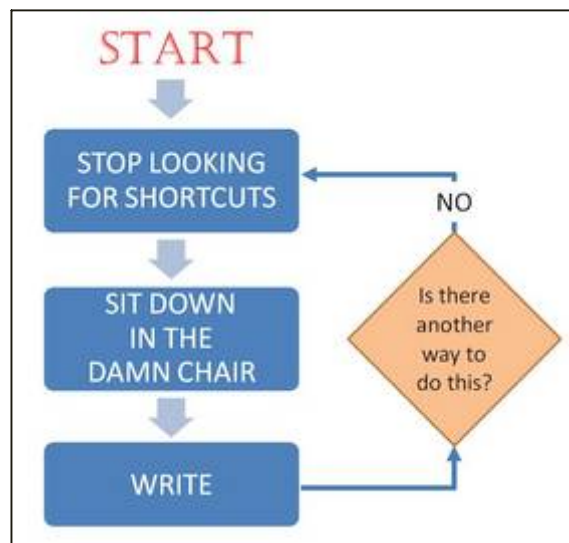 START
STOP LOOKING
FOR SHORTCUTS
SIT DOWN
IN THE
DAMN CHAIR
WRITE
Is there
another
way to
do this?
NO